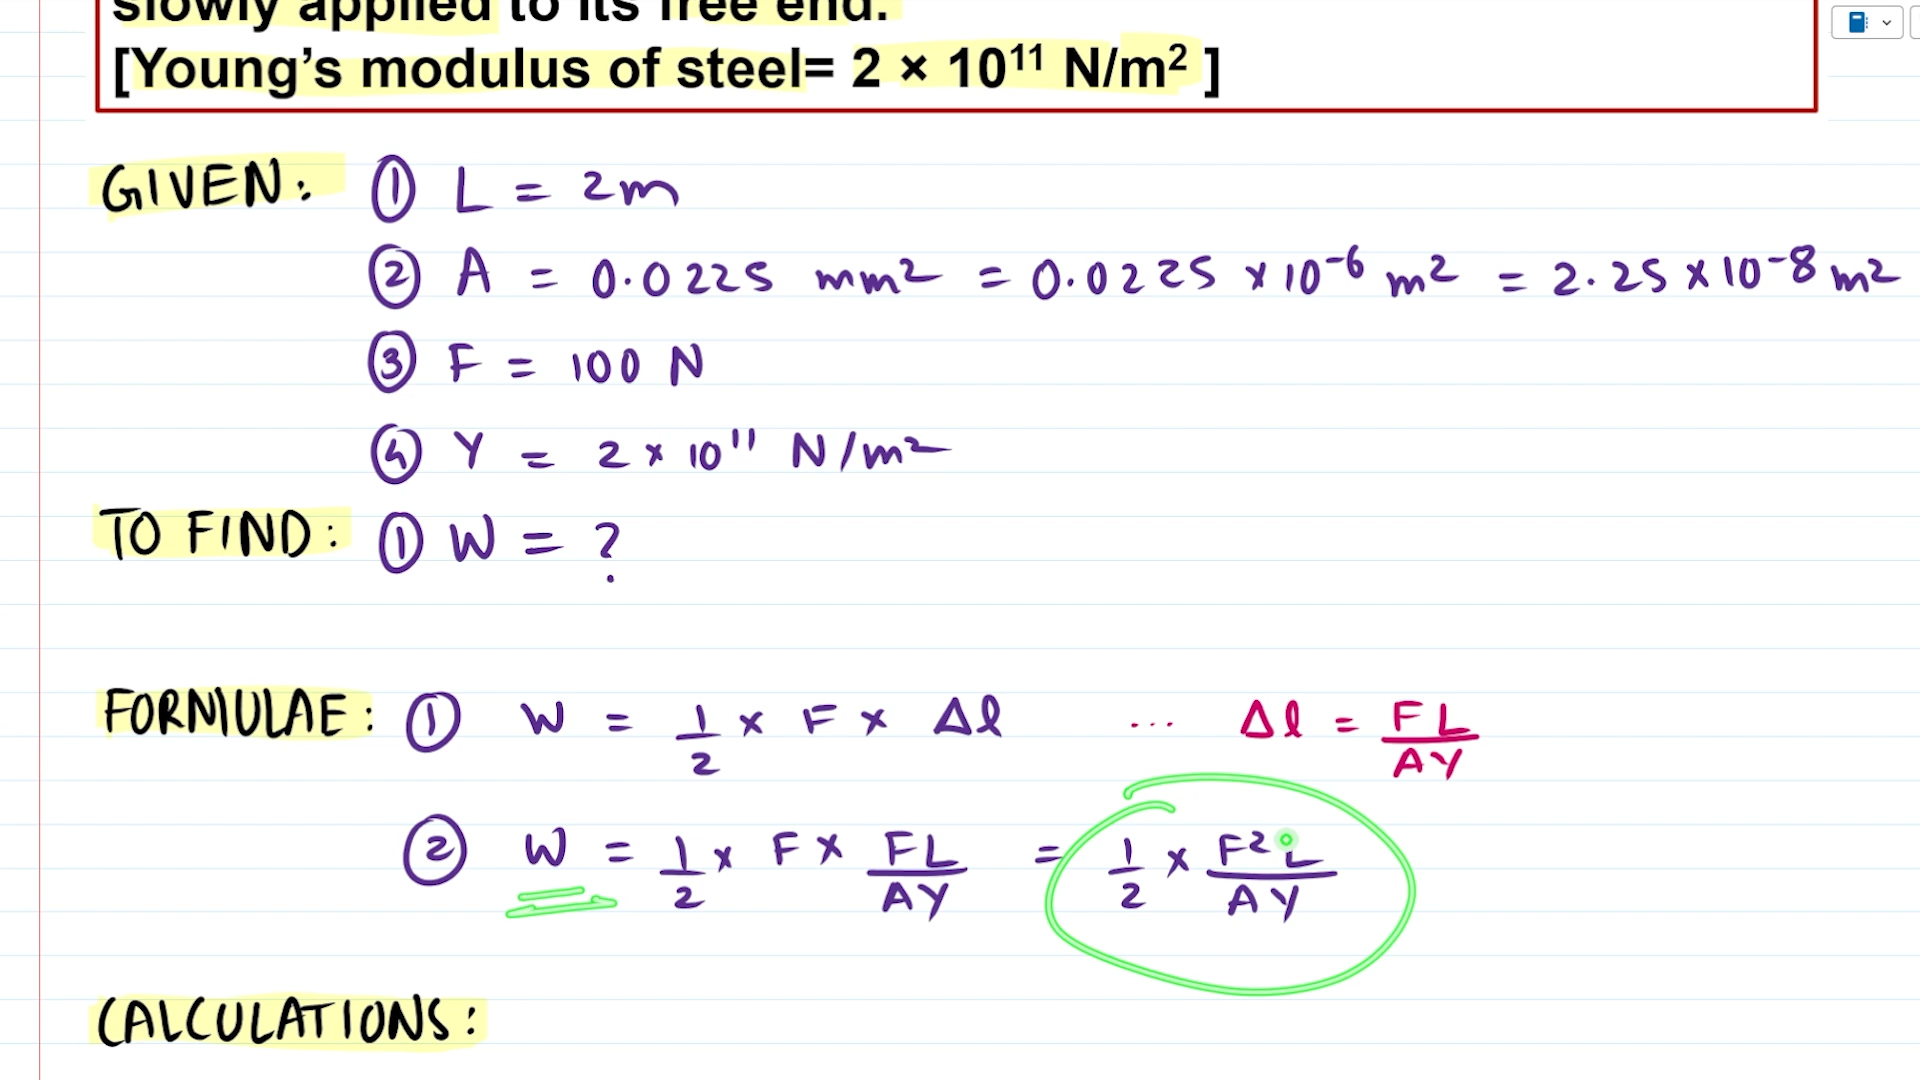 slowly applied to its free end.
[Young’s modulus of steel= 2 × 10¹¹ N/m² ]
GIVEN: ① L = 2m
② A = 0.0225 mm² = 0.0225 × 10⁻⁶ m² = 2.25 × 10⁻⁸ m²
③ F = 100 N
④ Y = 2 × 10¹¹ N/m²
TO FIND: ① W = ?
FORMULAE: ① W = 1/2 × F × Δl ... Δl = FL/AY
② W = 1/2 × F × FL/AY = 1/2 × F²L/AY
CALCULATIONS: